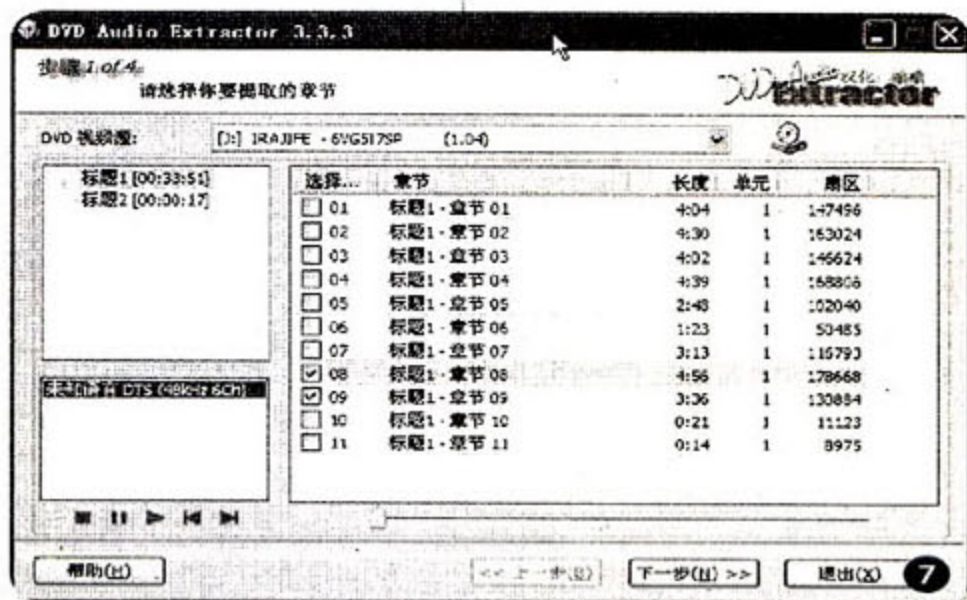 DVD Audio Extractor 3.3.3
步骤 1 of 4:
请选择你要提取的章节
DVD Audio Extractor 汉化
DVD 视频源:
(1.04)
标题1 [00:33:51]
标题2 [00:00:17]
选择... 章节 长度 单元 扇区
01 标题1 - 章节 01 4:04 1 147496
02 标题1 - 章节 02 4:30 1 163024
03 标题1 - 章节 03 4:02 1 146624
04 标题1 - 章节 04 4:39 1 168806
05 标题1 - 章节 05 2:48 1 102040
06 标题1 - 章节 06 1:23 1 50485
07 标题1 - 章节 07 3:13 1 116793
08 标题1 - 章节 08 4:58 1 178668
09 标题1 - 章节 09 3:36 1 130884
10 标题1 - 章节 10 0:21 1 11123
11 标题1 - 章节 11 0:14 1 8975
DTS (48kHz 6Ch)
帮助(H)
<< 上一步(B)
下一步(N) >>
退出(X)
7